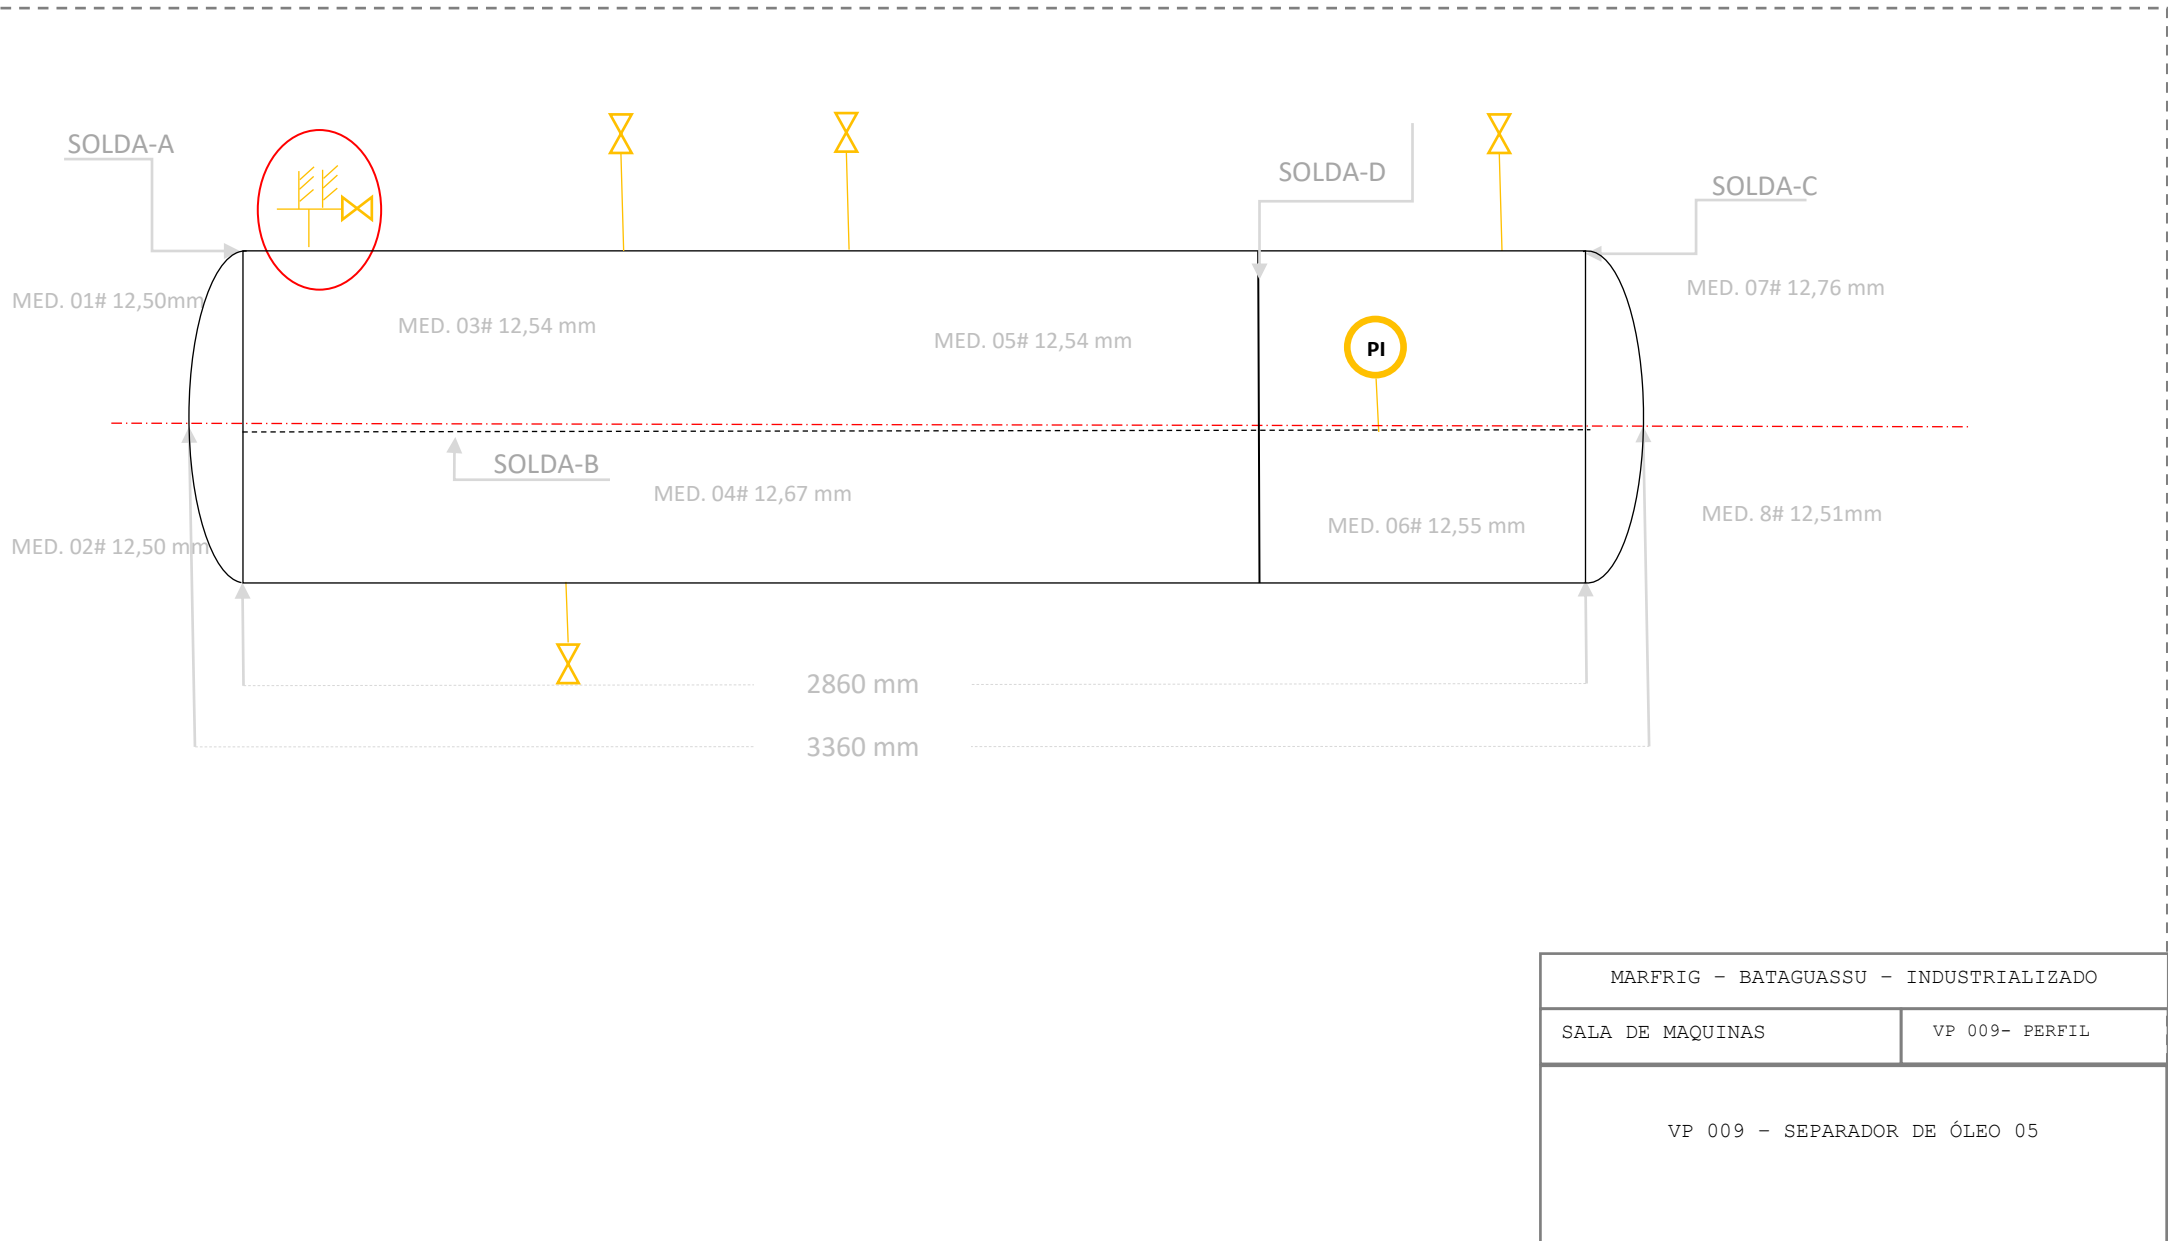 SOLDA-A
SOLDA-D
SOLDA-C
MED. 01# 12,50mm
MED. 03# 12,54 mm
MED. 05# 12,54 mm
PI
MED. 07# 12,76 mm
SOLDA-B
MED. 04# 12,67 mm
MED. 02# 12,50 mm
MED. 06# 12,55 mm
MED. 8# 12,51mm
2860 mm
3360 mm
MARFRIG – BATAGUASSU – INDUSTRIALIZADO
SALA DE MAQUINAS
VP 009- PERFIL
VP 009 – SEPARADOR DE ÓLEO 05